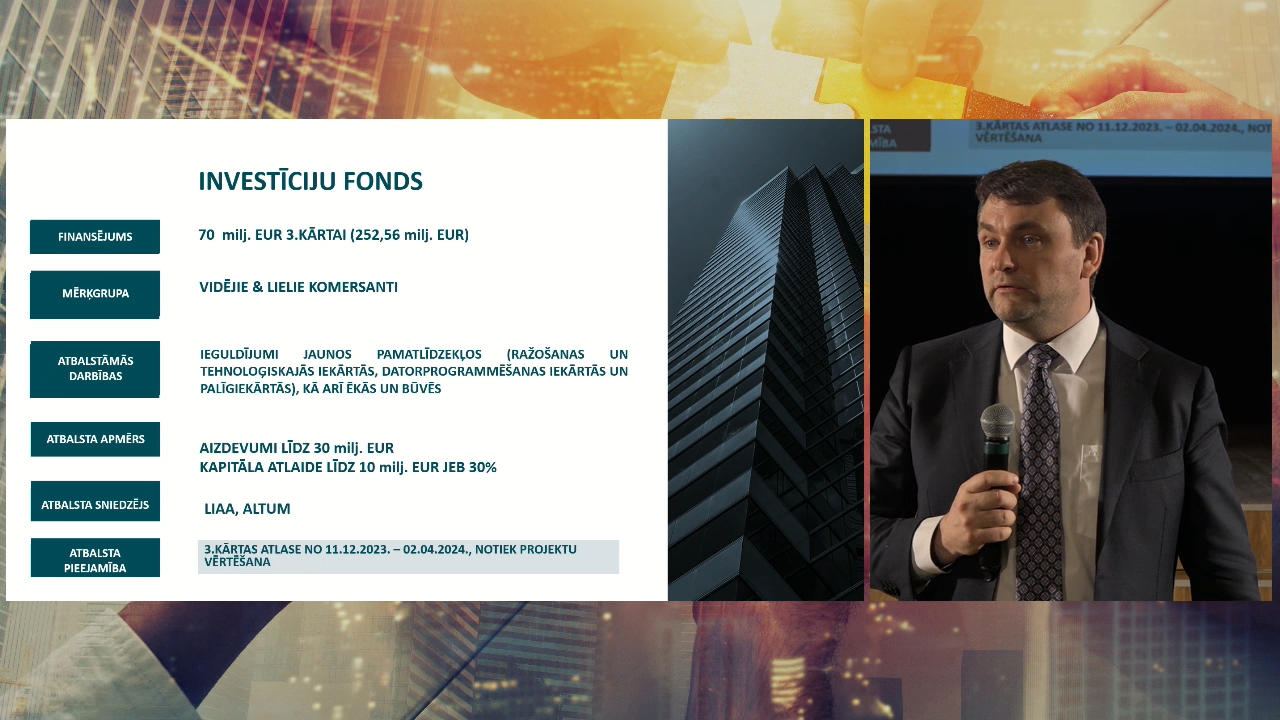 INVESTĪCIJU FONDS
FINANSĒJUMS
70 milj. EUR 3.KĀRTAI (252,56 milj. EUR)
MĒRĶGRUPA
VIDĒJIE & LIELIE KOMERSANTI
ATBALSTĀMĀS
DARBĪBAS
IEGULDĪJUMI JAUNOS PAMATLĪDZEKĻOS (RAŽOŠANAS UN
TEHNOLOĢISKAJĀS IEKĀRTĀS, DATORPROGRAMMĒŠANAS IEKĀRTĀS UN
PALĪGIEKĀRTĀS), KĀ ARĪ ĒKĀS UN BŪVĒS
ATBALSTA APMĒRS
AIZDEVUMI LĪDZ 30 milj. EUR
KAPITĀLA ATLAIDE LĪDZ 10 milj. EUR JEB 30%
ATBALSTA SNIEDZĒJS
LIAA, ALTUM
ATBALSTA
PIEEJAMĪBA
3.KĀRTAS ATLASE NO 11.12.2023. – 02.04.2024., NOTIEK PROJEKTU
VĒRTĒŠANA
3.KĀRTAS ATLASE NO 11.12.2023. – 02.04.2024., NOT
VĒRTĒŠANA